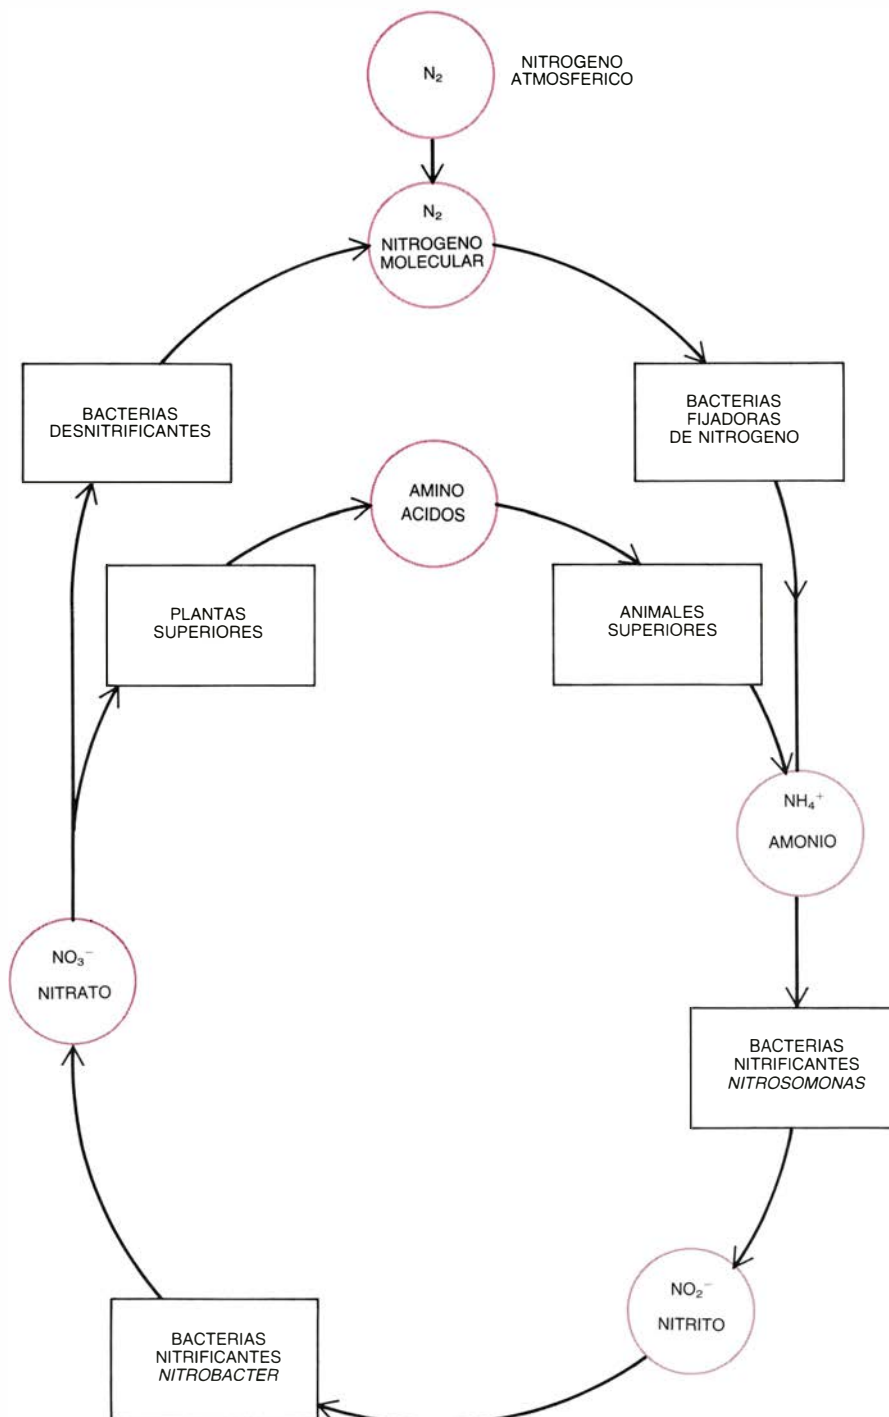 N₂
NITROGENO
ATMOSFERICO
N₂
NITROGENO
MOLECULAR
BACTERIAS
DESNITRIFICANTES
BACTERIAS
FIJADORAS
DE NITROGENO
AMINO
ACIDOS
PLANTAS
SUPERIORES
ANIMALES
SUPERIORES
NH₄⁺
AMONIO
NO₃⁻
NITRATO
BACTERIAS
NITRIFICANTES
NITROSOMONAS
NO₂⁻
NITRITO
BACTERIAS
NITRIFICANTES
NITROBACTER